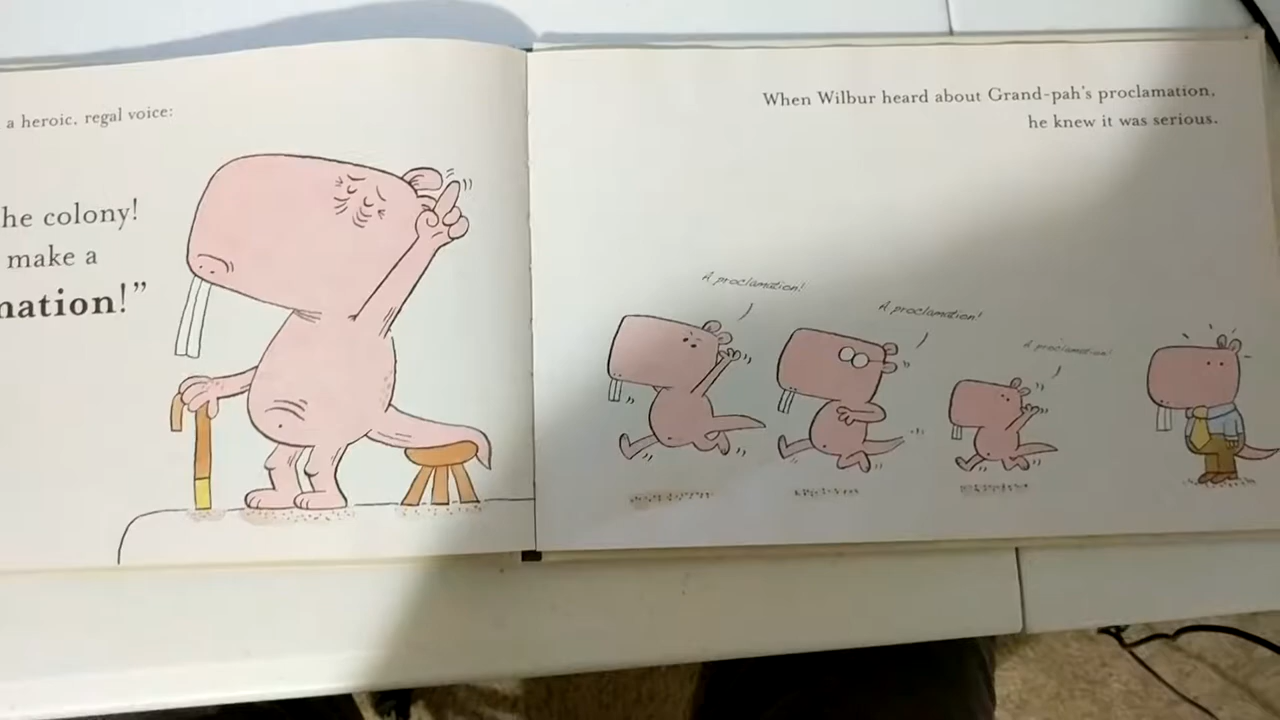 a heroic, regal voice:
he colony!
make a
nation!”
When Wilbur heard about Grand-pah's proclamation,
he knew it was serious.
A proclamation!
A proclamation!
A proclamation!